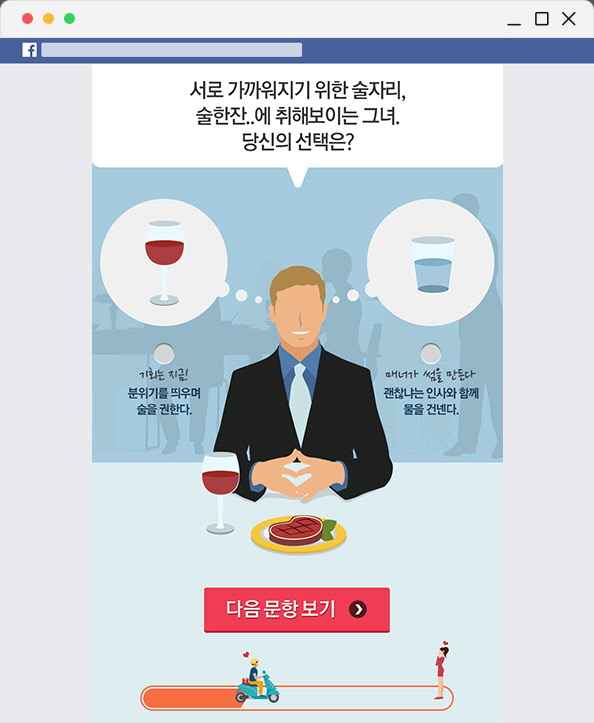 f
서로 가까워지기 위한 술자리,
술한잔..에 취해보이는 그녀.
당신의 선택은?
기회는 지금!
분위기를 띄우며
술을 권한다.
매너가 썸을 만든다
괜찮냐는 인사와 함께
물을 건넨다.
다음 문항 보기